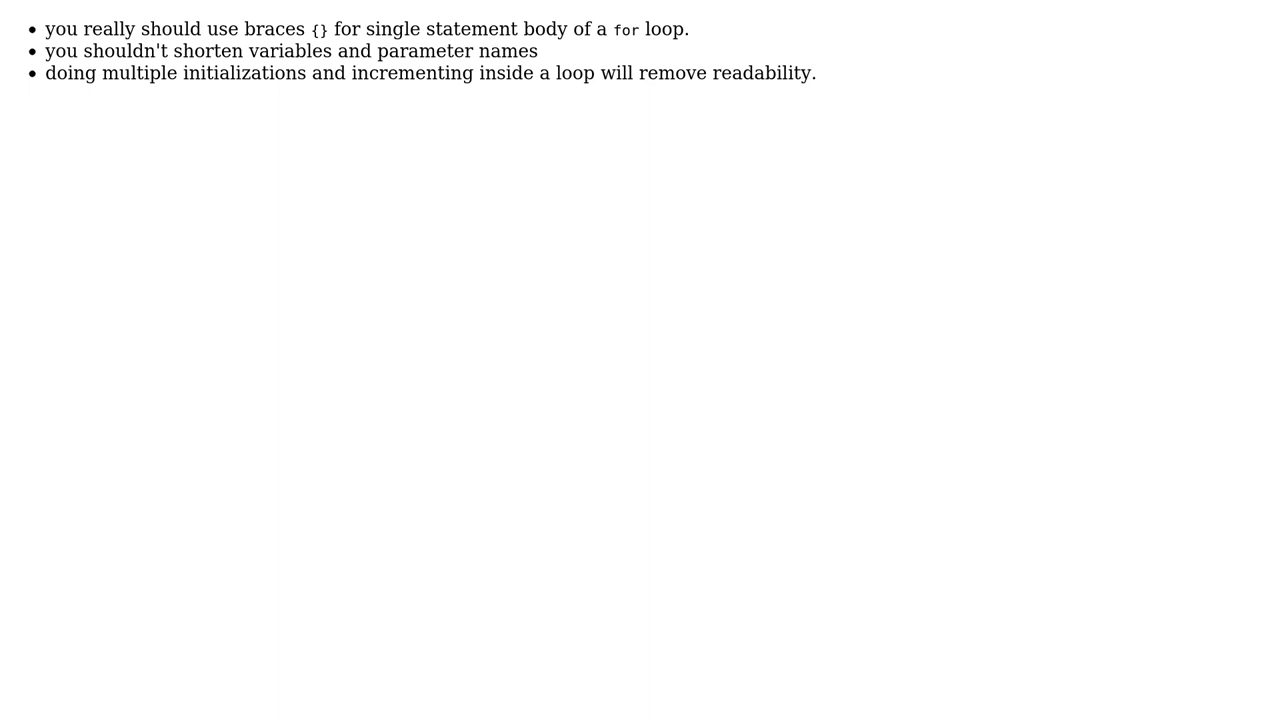 • you really should use braces {} for single statement body of a for loop.
• you shouldn't shorten variables and parameter names
• doing multiple initializations and incrementing inside a loop will remove readability.